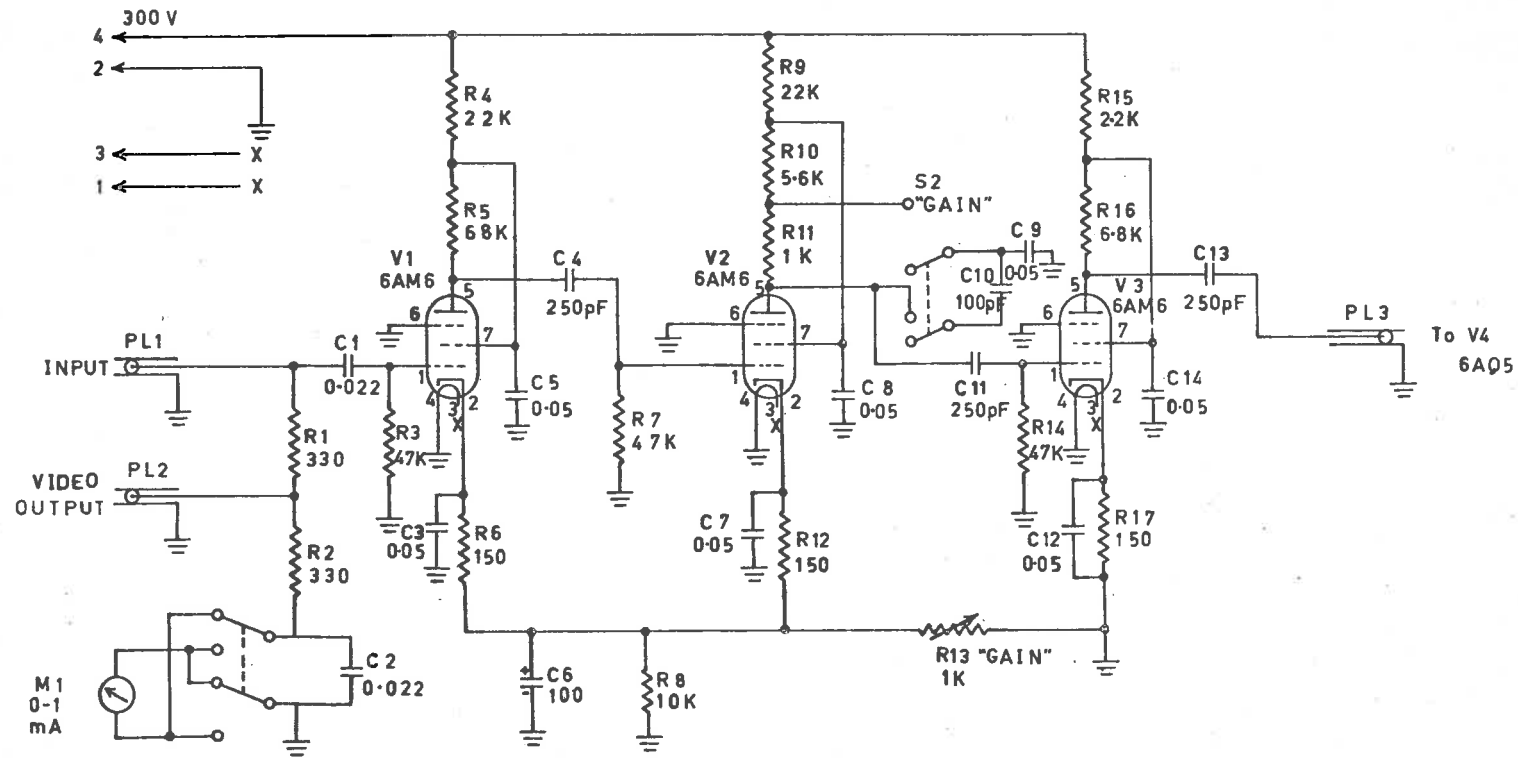 300 V
4
2
3 X
1 X
R4
22K
R9
22K
R15
2·2K
R10
5·6K
R5
68K
S2
"GAIN"
R16
6·8K
R11
1K
V1
6AM6
C4
250pF
V2
6AM6
C9
0·05
C10
100pF
V3
6AM6
C13
250pF
5
6
7
1
4
3
2
X
5
6
7
1
4
3
2
X
5
6
7
1
4
3
2
X
INPUT
PL1
C1
0·022
PL3
To V4
6AQ5
C5
0·05
C8
0·05
C11
250pF
C14
0·05
R1
330
R3
47K
R7
47K
R14
47K
VIDEO
OUTPUT
PL2
C3
0·05
R6
150
C7
0·05
R12
150
C12
0·05
R17
150
R2
330
M1
0-1
mA
C2
0·022
+
-
C6
100
R8
10K
R13 "GAIN"
1K